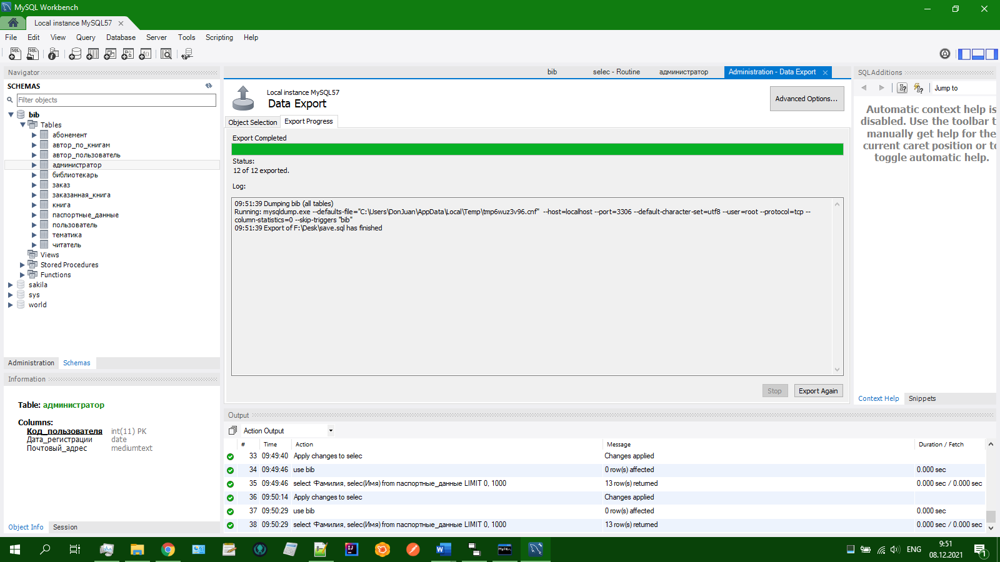 MySQL Workbench
Local instance MySQL57
File Edit View Query Database Server Tools Scripting Help
Navigator
SCHEMAS
Filter objects
bib
Tables
абонемент
автор_по_книгам
автор_пользователь
администратор
библиотекарь
заказ
заказанная_книга
книга
паспортные_данные
пользователь
тематика
читатель
Views
Stored Procedures
Functions
sakila
sys
world
Administration Schemas
Information
Table: администратор
Columns:
Код_пользователя int(11) PK
Дата_регистрации date
Почтовый_адрес mediumtext
Object Info Session
bib selec - Routine администратор Administration - Data Export
Local instance MySQL57
Data Export
Advanced Options...
Object Selection Export Progress
Export Completed
Status:
12 of 12 exported.
Log:
09:51:39 Dumping bib (all tables)
Running: mysqldump.exe --defaults-file="C:\Users\DonJuan\AppData\Local\Temp\tmp6wuz3v96.cnf" --host=localhost --port=3306 --default-character-set=utf8 --user=root --protocol=tcp --
column-statistics=0 --skip-triggers "bib"
09:51:39 Export of F:\Desk\save.sql has finished
Stop Export Again
SQLAdditions
Jump to
Automatic context help is
disabled. Use the toolbar t
manually get help for the
current caret position or to
toggle automatic help.
Context Help Snippets
Output
Action Output
# Time Action Message Duration / Fetch
33 09:49:40 Apply changes to selec Changes applied
34 09:49:46 use bib 0 row(s) affected 0.000 sec
35 09:49:46 select Фамилия, selec(Имя) from паспортные_данные LIMIT 0, 1000 13 row(s) returned 0.000 sec / 0.000 sec
36 09:50:14 Apply changes to selec Changes applied
37 09:50:29 use bib 0 row(s) affected 0.000 sec
38 09:50:29 select Фамилия, selec(Имя) from паспортные_данные LIMIT 0, 1000 13 row(s) returned 0.000 sec / 0.000 sec
ENG
9:51
08.12.2021
1